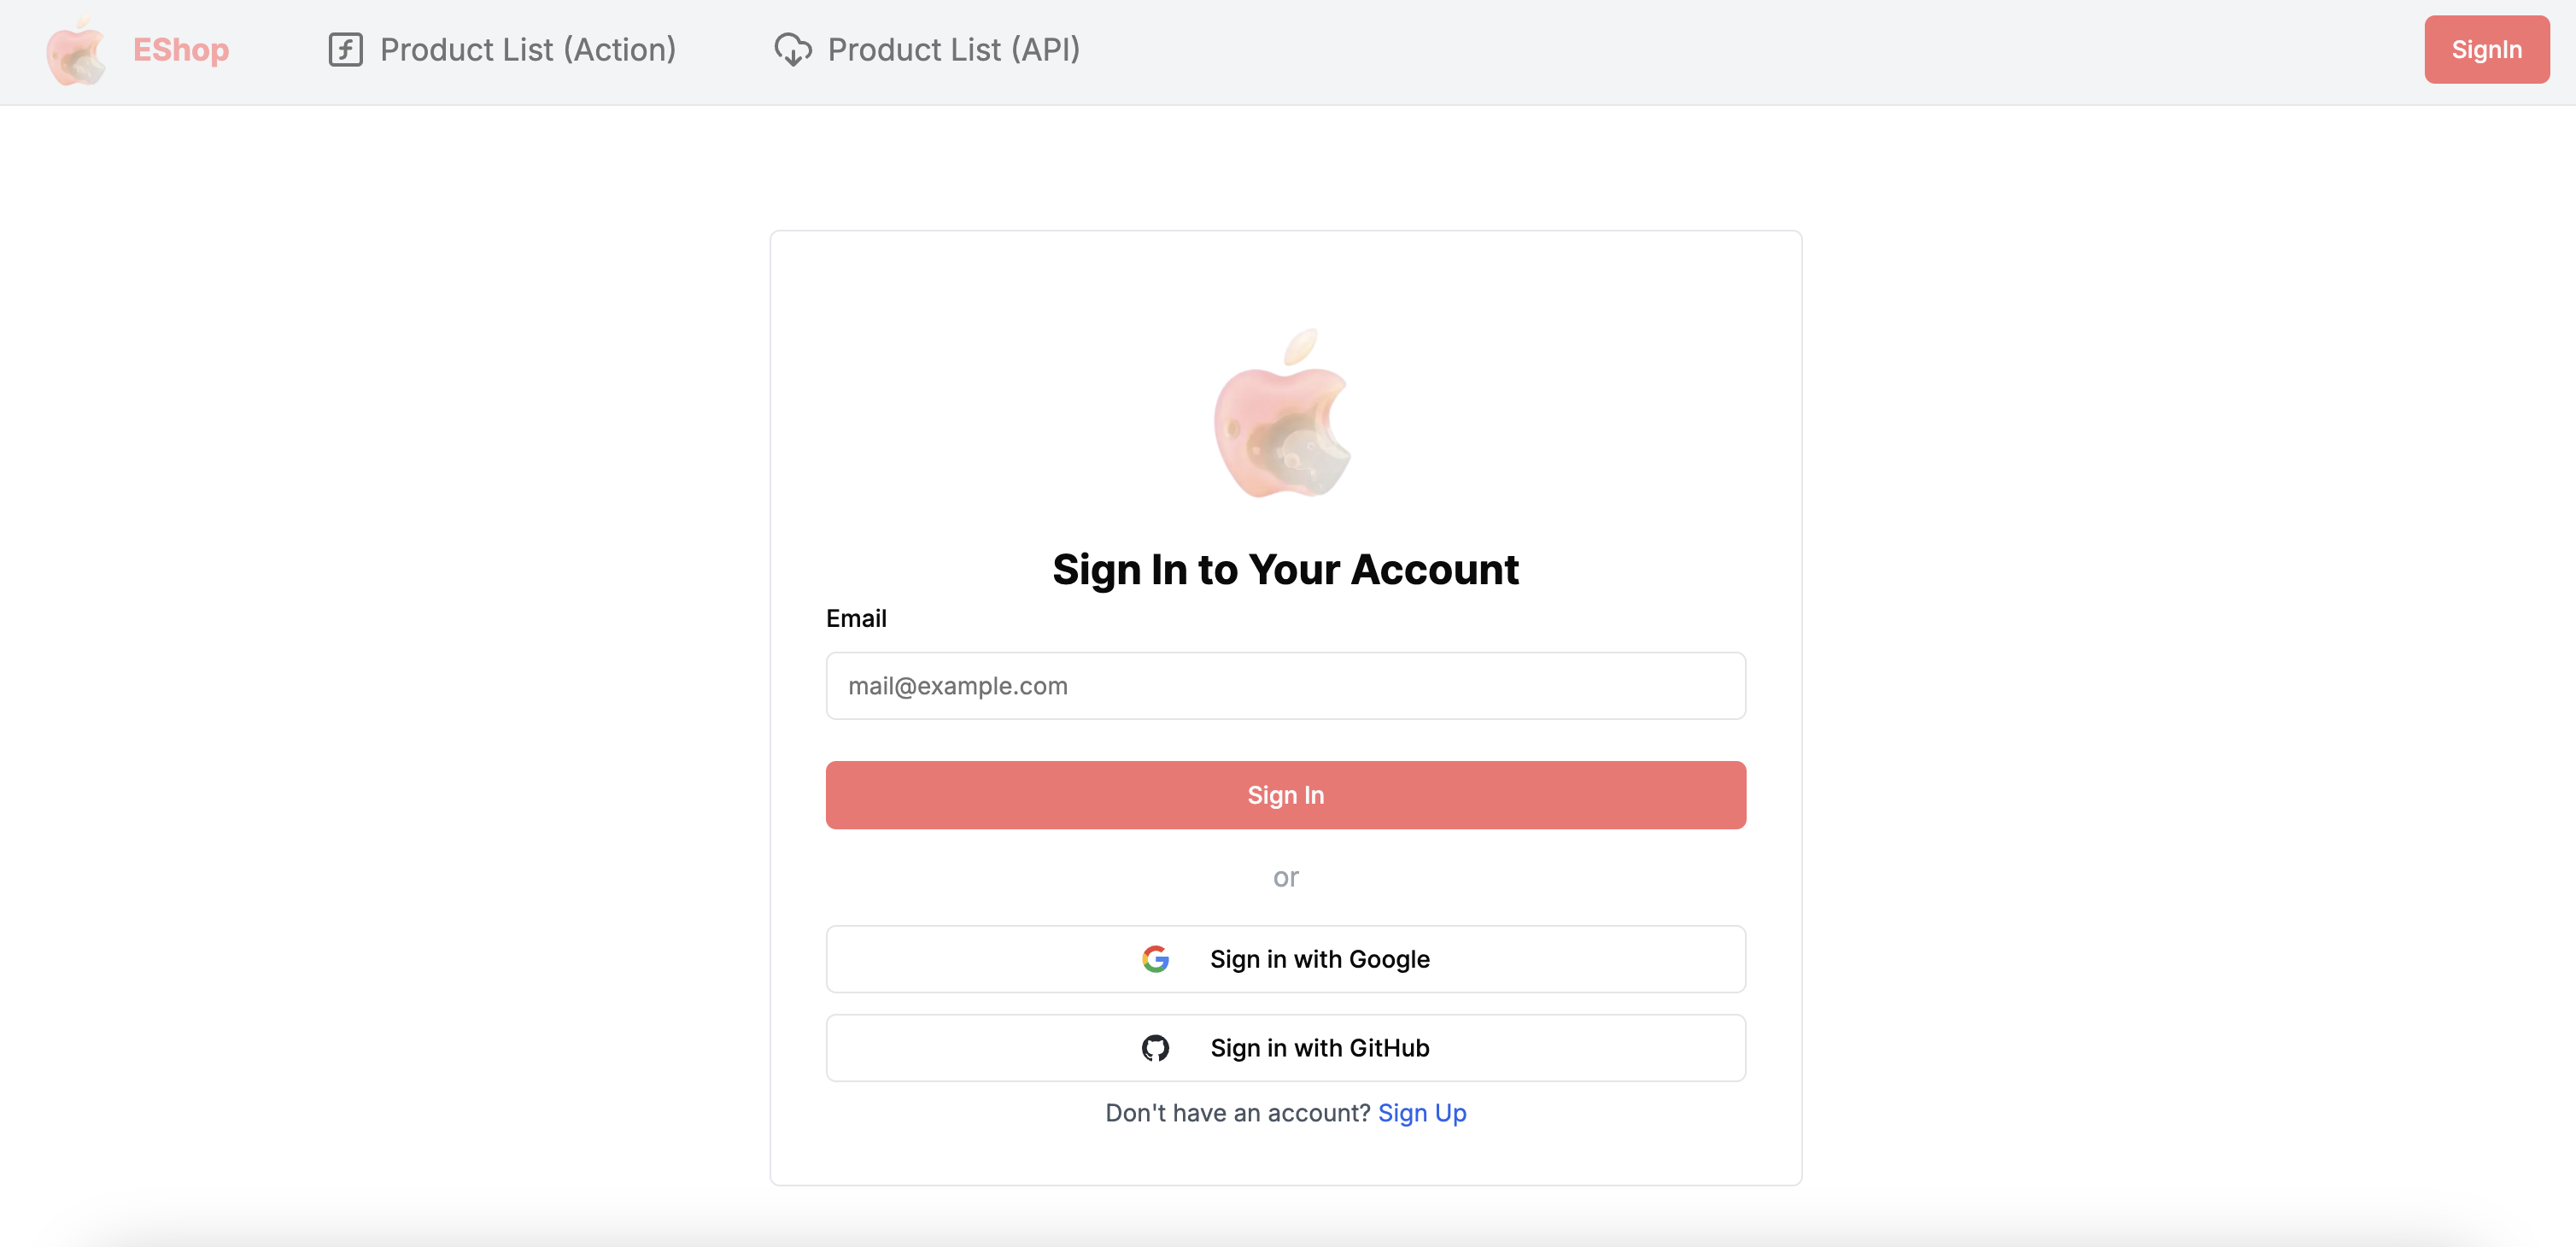 EShop
Product List (Action)
Product List (API)
SignIn
Sign In to Your Account
Email
mail@example.com
Sign In
or
Sign in with Google
Sign in with GitHub
Don't have an account? Sign Up